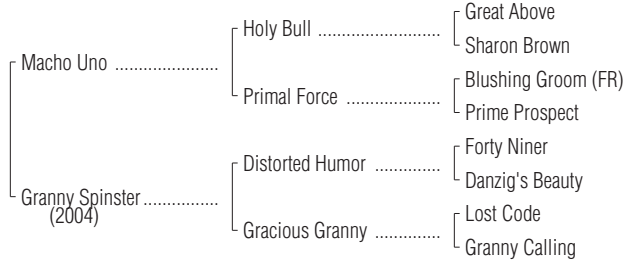 Great Above
Holy Bull ........................
Sharon Brown
Macho Uno ....................
Blushing Groom (FR)
Primal Force ..................
Prime Prospect
Forty Niner
Distorted Humor .............
Danzig's Beauty
Granny Spinster ...............
(2004)
Lost Code
Gracious Granny ...............
Granny Calling